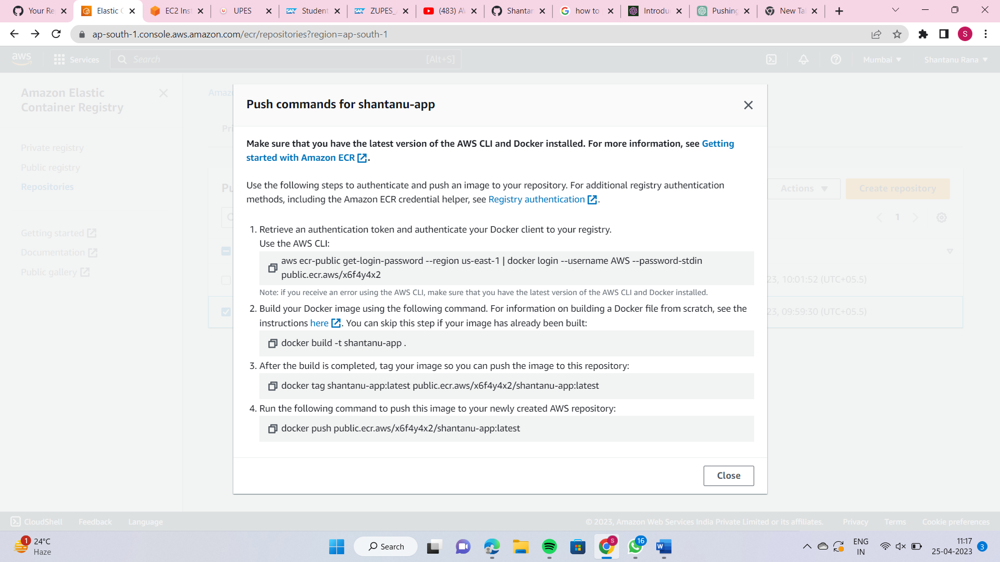 Your Re
Elastic C
EC2 Inst
UPES
Student
ZUPES_
(483) AW
Shantan
how to
Introdu
Pushing
New Tab
ap-south-1.console.aws.amazon.com/ecr/repositories?region=ap-south-1
S
aws
Services
Search
[Alt+S]
Mumbai
Shantanu Rana
Amazon Elastic
Container Registry
Private registry
Public registry
Repositories
Getting started
Documentation
Public gallery
Amazo
Pri
Pu
Actions
Create repository
1
23, 10:01:52 (UTC+05.5)
23, 09:59:30 (UTC+05.5)
Push commands for shantanu-app
Make sure that you have the latest version of the AWS CLI and Docker installed. For more information, see Getting
started with Amazon ECR.
Use the following steps to authenticate and push an image to your repository. For additional registry authentication
methods, including the Amazon ECR credential helper, see Registry authentication.
1. Retrieve an authentication token and authenticate your Docker client to your registry.
Use the AWS CLI:
aws ecr-public get-login-password --region us-east-1 | docker login --username AWS --password-stdin
public.ecr.aws/x6f4y4x2
Note: if you receive an error using the AWS CLI, make sure that you have the latest version of the AWS CLI and Docker installed.
2. Build your Docker image using the following command. For information on building a Docker file from scratch, see the
instructions here. You can skip this step if your image has already been built:
docker build -t shantanu-app .
3. After the build is completed, tag your image so you can push the image to this repository:
docker tag shantanu-app:latest public.ecr.aws/x6f4y4x2/shantanu-app:latest
4. Run the following command to push this image to your newly created AWS repository:
docker push public.ecr.aws/x6f4y4x2/shantanu-app:latest
Close
CloudShell
Feedback
Language
© 2023, Amazon Web Services India Private Limited or its affiliates.
Privacy
Terms
Cookie preferences
1
24°C
Haze
Search
S
16
ENG
IN
11:17
25-04-2023
3